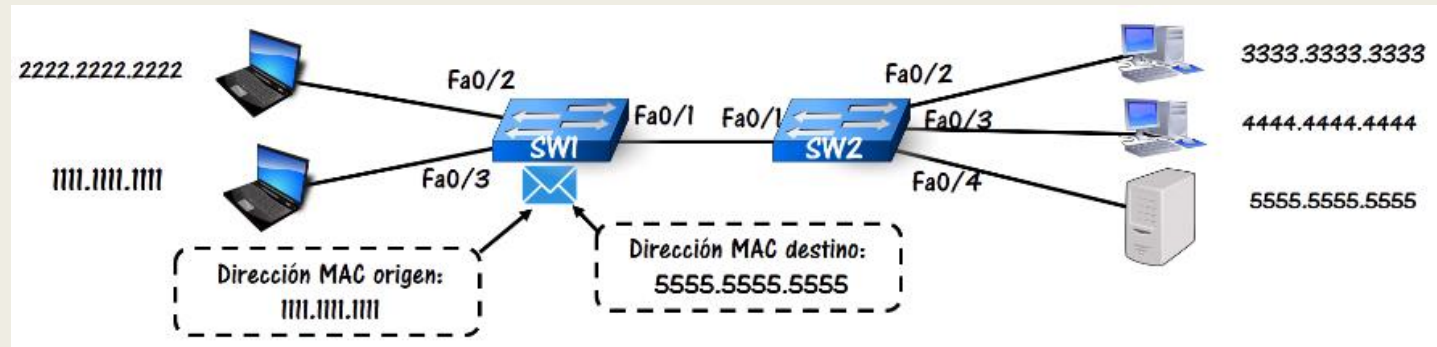 2222.2222.2222
Fa0/2
Fa0/1
Fa0/1
Fa0/2
3333.3333.3333
SW1
SW2
Fa0/3
4444.4444.4444
1111.1111.1111
Fa0/3
Fa0/4
5555.5555.5555
Dirección MAC origen:
1111.1111.1111
Dirección MAC destino:
5555.5555.5555